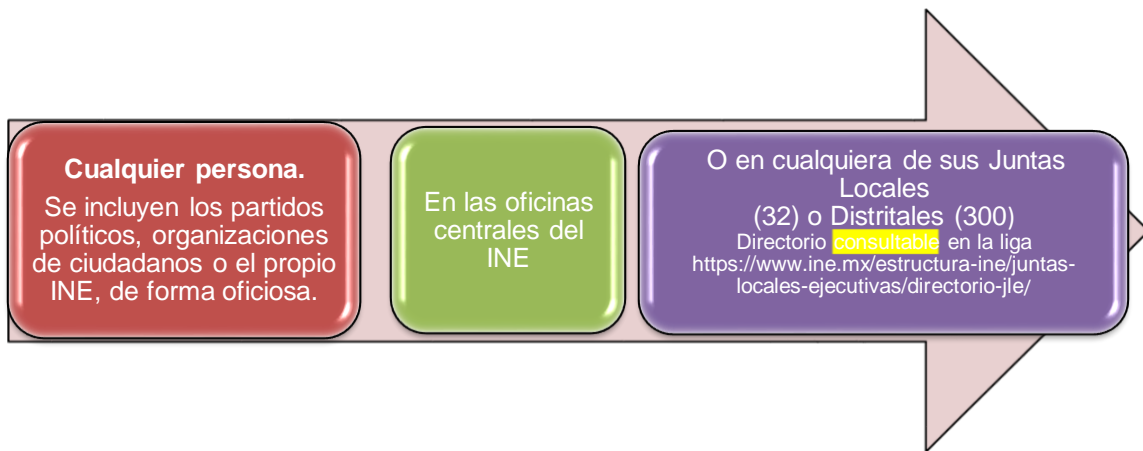 Cualquier persona.
Se incluyen los partidos
políticos, organizaciones
de ciudadanos o el propio
INE, de forma oficiosa.
En las oficinas
centrales del
INE
O en cualquiera de sus Juntas
Locales
(32) o Distritales (300)
Directorio consultable en la liga
https://www.ine.mx/estructura-ine/juntas-
locales-ejecutivas/directorio-jle/